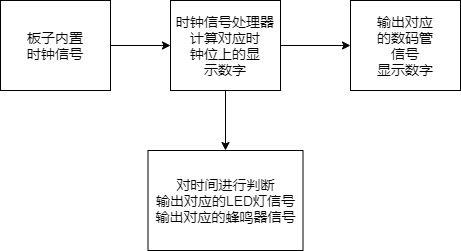 板子内置
时钟信号
时钟信号处理器
计算对应时
钟位上的显
示数字
输出对应
的数码管
信号
显示数字
对时间进行判断
输出对应的LED灯信号
输出对应的蜂鸣器信号